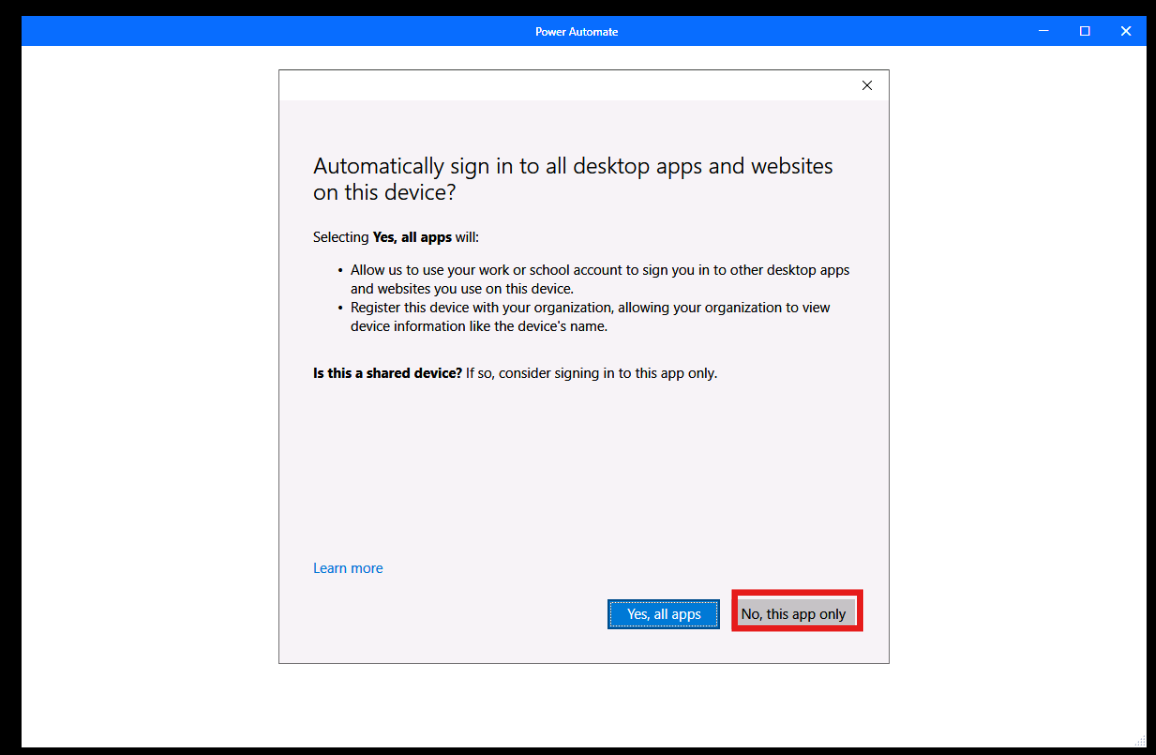 Power Automate
Automatically sign in to all desktop apps and websites
on this device?
Selecting Yes, all apps will:
• Allow us to use your work or school account to sign you in to other desktop apps
and websites you use on this device.
• Register this device with your organization, allowing your organization to view
device information like the device's name.
Is this a shared device? If so, consider signing in to this app only.
Learn more
Yes, all apps
No, this app only